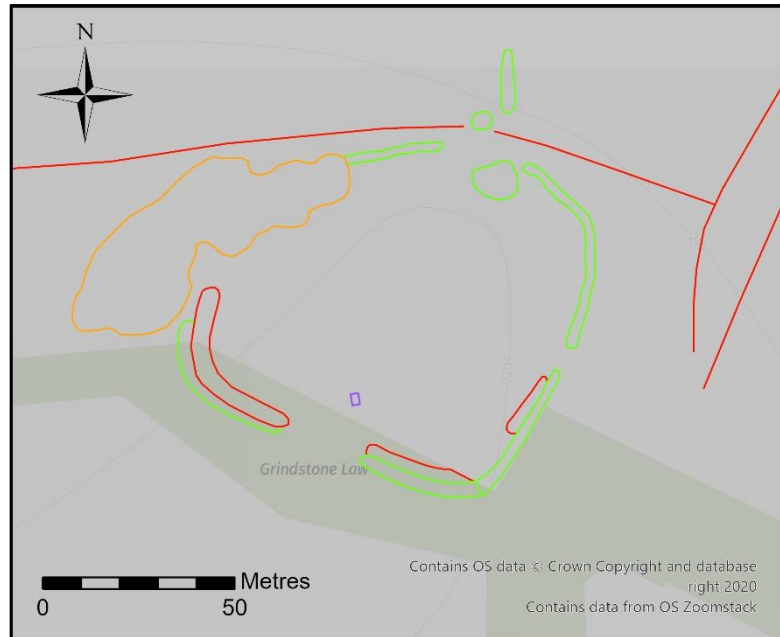 N
270
Grindstone Law
Metres
0 50
Contains OS data © Crown Copyright and database
right 2020
Contains data from OS Zoomstack